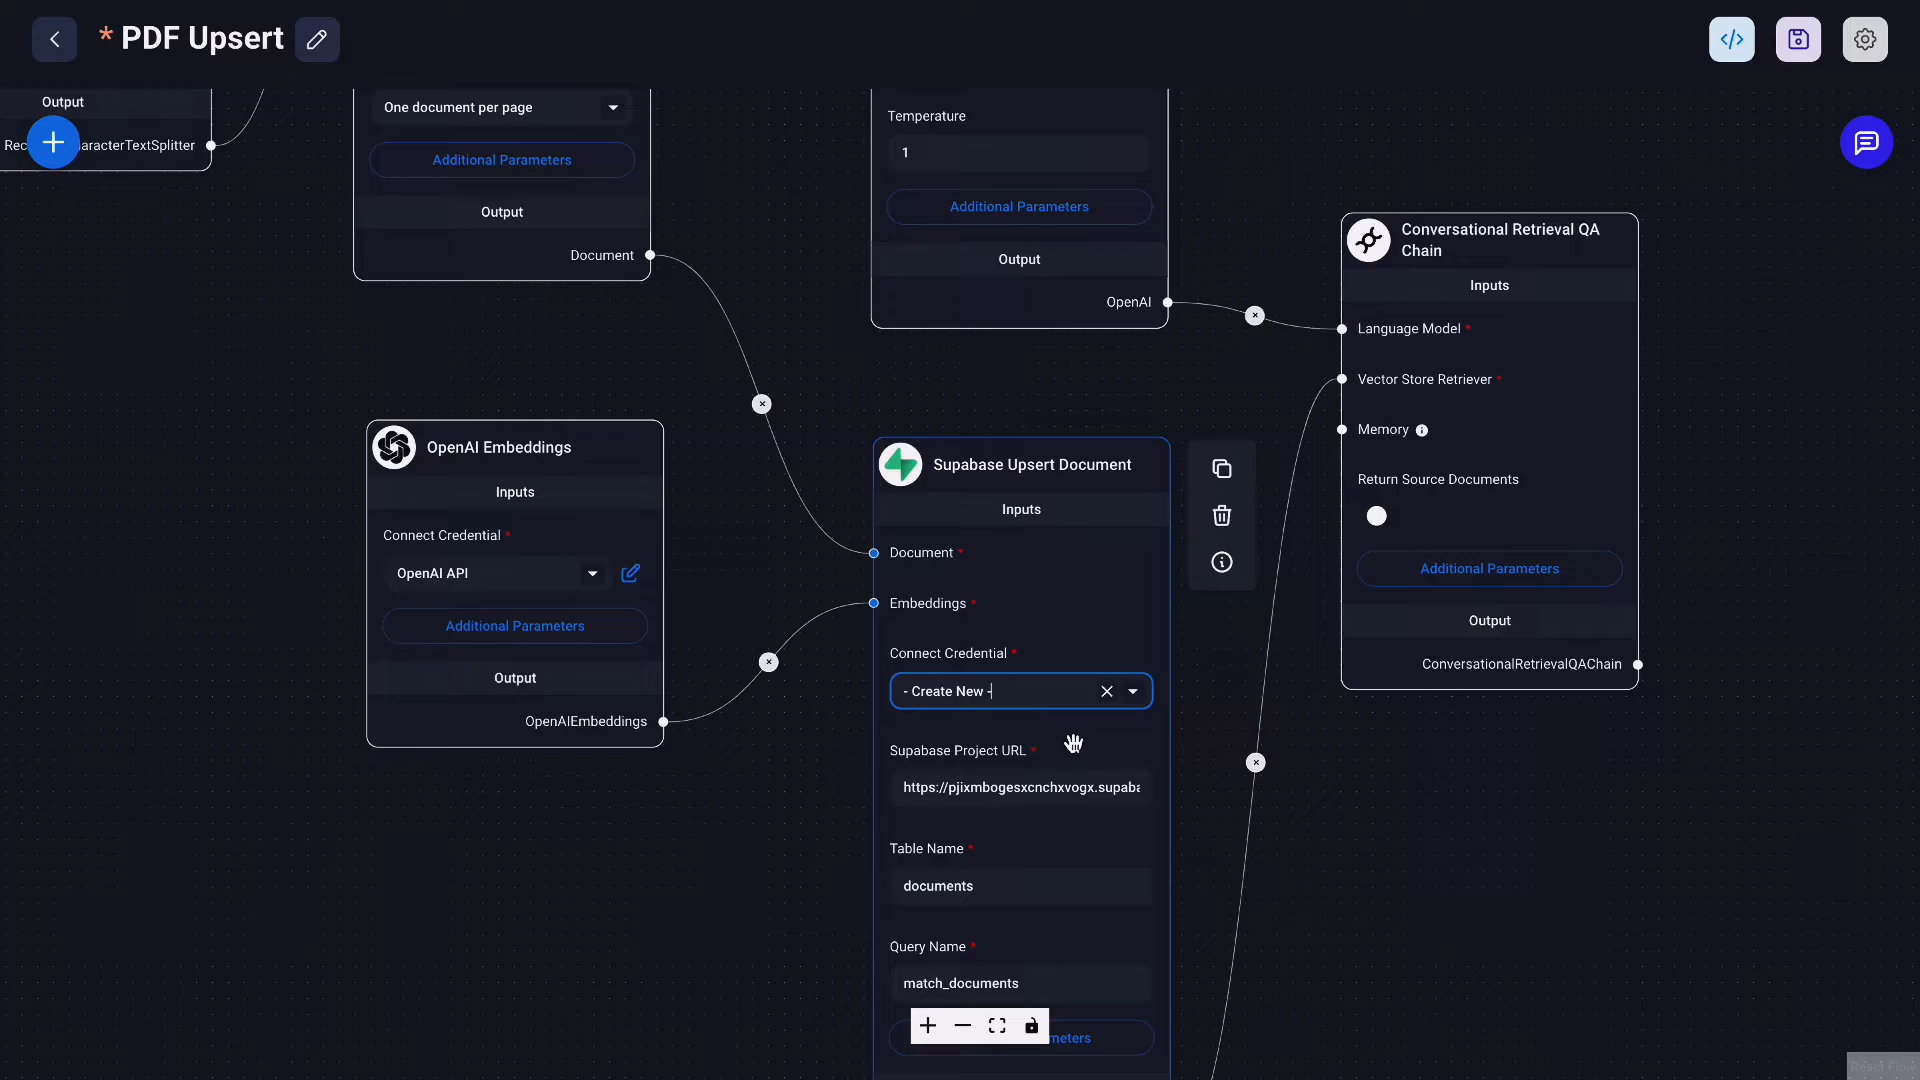 * PDF Upsert
Output
Rec
aracterTextSplitter
One document per page
Additional Parameters
Output
Document
Temperature
1
Additional Parameters
Output
OpenAI
Conversational Retrieval QA
Chain
Inputs
Language Model *
Vector Store Retriever *
Memory
Return Source Documents
Additional Parameters
Output
ConversationalRetrievalQAChain
OpenAI Embeddings
Inputs
Connect Credential *
OpenAI API
Additional Parameters
Output
OpenAIEmbeddings
Supabase Upsert Document
Inputs
Document *
Embeddings *
Connect Credential *
- Create New -
Supabase Project URL *
https://pjixmbogesxcnchxvogx.supaba
Table Name *
documents
Query Name *
match_documents
meters
React Flow